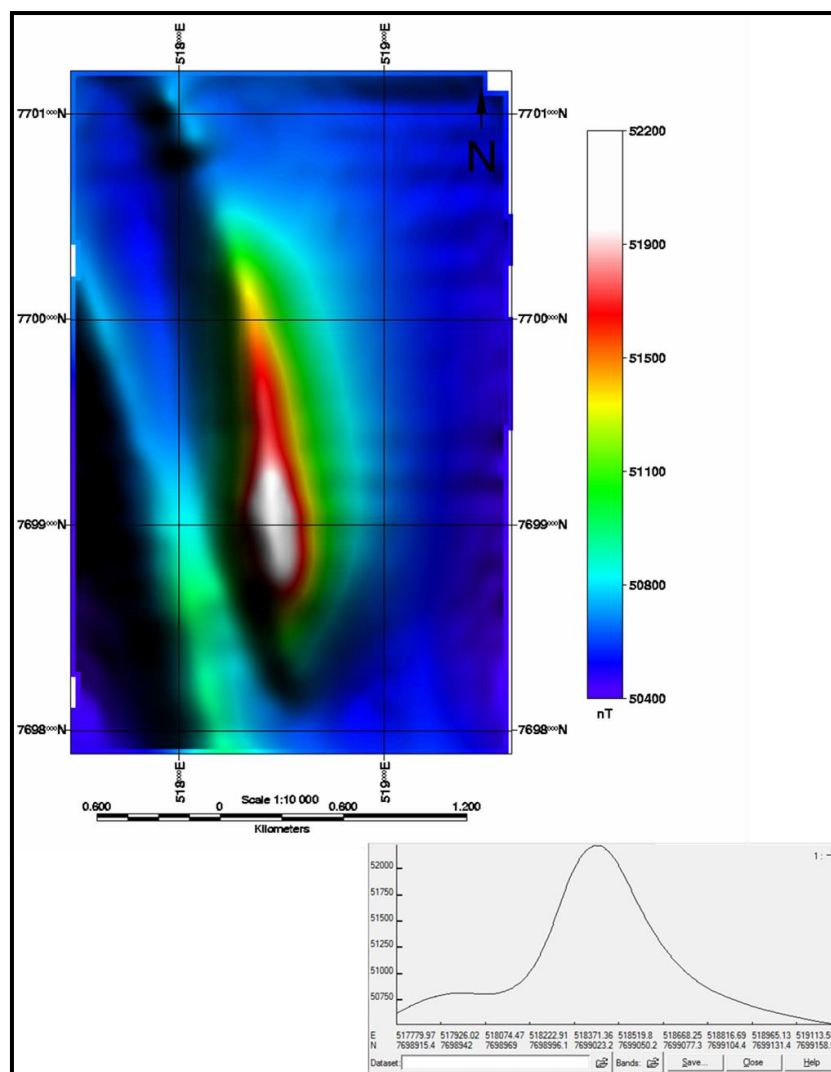 518000E 519000E
7701000N 7701000N
N
52200
51900
7700000N 7700000N
51500
51100
7699000N 7699000N
50800
50400
nT
7698000N 7698000N
518000E 519000E
0.600 0 Scale 1:10 000 0.600 1.200
Kilometers
52000
51750
51500
51250
51000
50750
1 :
E 517779.97 517926.02 518074.47 518222.91 518371.36 518519.8 518668.25 518816.69 518965.13 519113.5
N 7698915.4 7698942 7698969 7698996.1 7699023.2 7699050.2 7699077.3 7699104.4 7699131.4 7699158.
Dataset: Bands: Save... Close Help